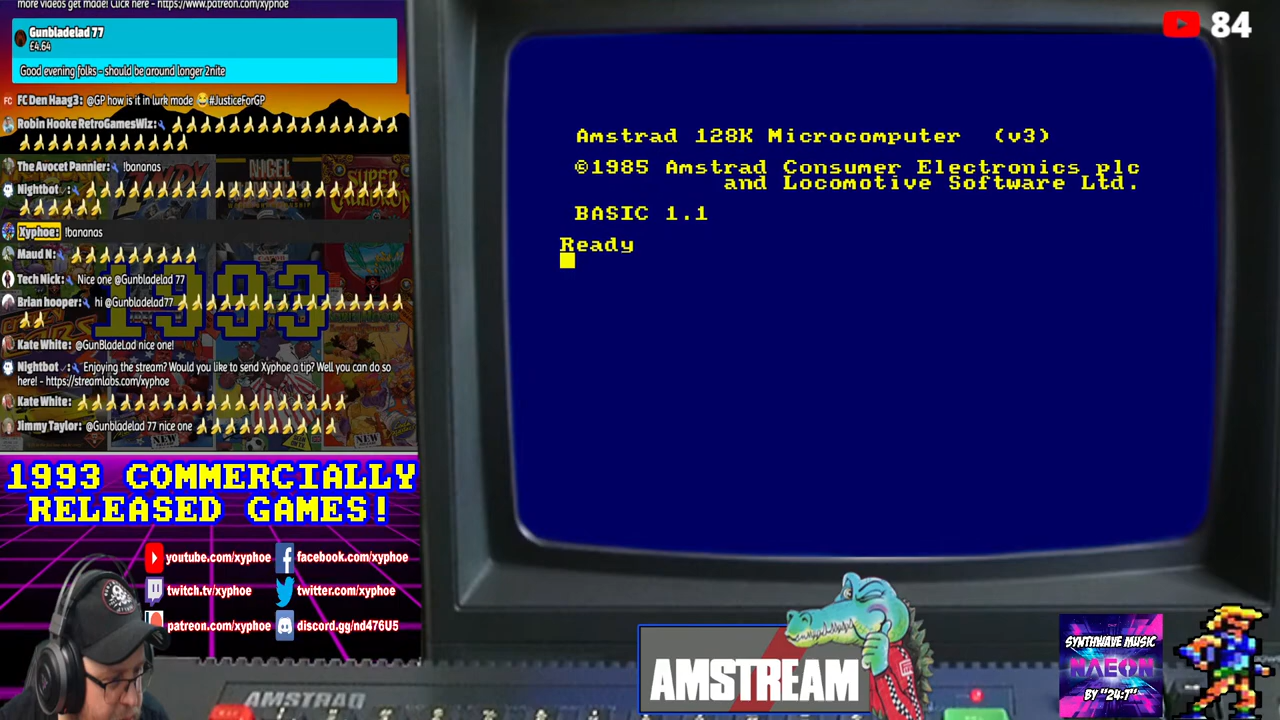 more videos get made! Click here - https://www.patreon.com/xyphoe
Gunbladelad 77
£4.64
Good evening folks - should be around longer 2nite
FC Den Haag3: @GP how is it in lurk mode 😂 #JusticeForGP
Robin Hooke RetroGamesWiz:
The Avocet Pannier: !bananas
Nightbot:
Xyphoe: !bananas
Maud N:
Tech Nick: Nice one @Gunbladelad 77
Brian hooper: hi @Gunbladelad77
Kate White: @GunBladeLad nice one!
Nightbot: Enjoying the stream? Would you like to send Xyphoe a tip? Well you can do so
here! - https://streamlabs.com/xyphoe
Kate White:
Jimmy Taylor: @Gunbladelad 77 nice one
1993
1993 COMMERCIALLY
RELEASED GAMES!
youtube.com/xyphoe
facebook.com/xyphoe
twitch.tv/xyphoe
twitter.com/xyphoe
patreon.com/xyphoe
discord.gg/nd476U5
84
Amstrad 128K Microcomputer (v3)
©1985 Amstrad Consumer Electronics plc
and Locomotive Software Ltd.
BASIC 1.1
Ready
AMSTRAD
AMSTREAM
SYNTHWAVE MUSIC
NAEON
BY "24:7"